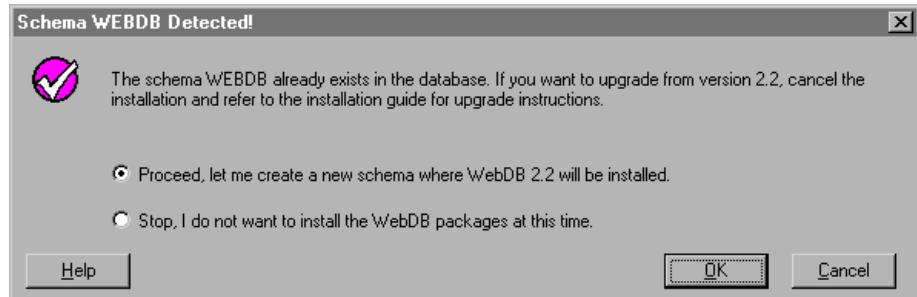 Schema WEBDB Detected!
The schema WEBDB already exists in the database. If you want to upgrade from version 2.2, cancel the
installation and refer to the installation guide for upgrade instructions.
Proceed, let me create a new schema where WebDB 2.2 will be installed.
Stop, I do not want to install the WebDB packages at this time.
Help
OK
Cancel